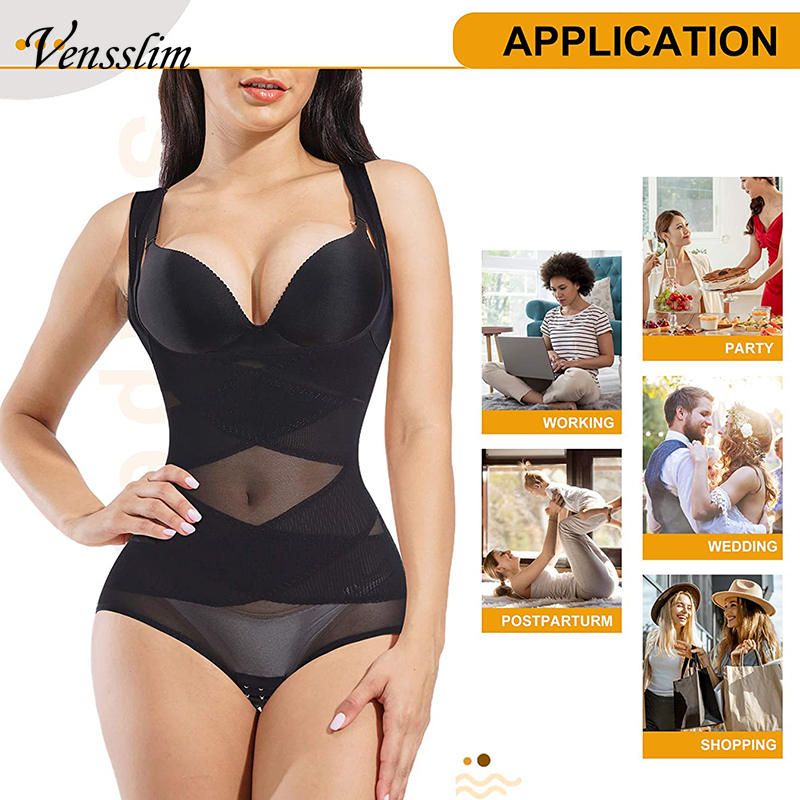 Vensslim
APPLICATION
PARTY
WORKING
WEDDING
POSTPARTURM
SHOPPING